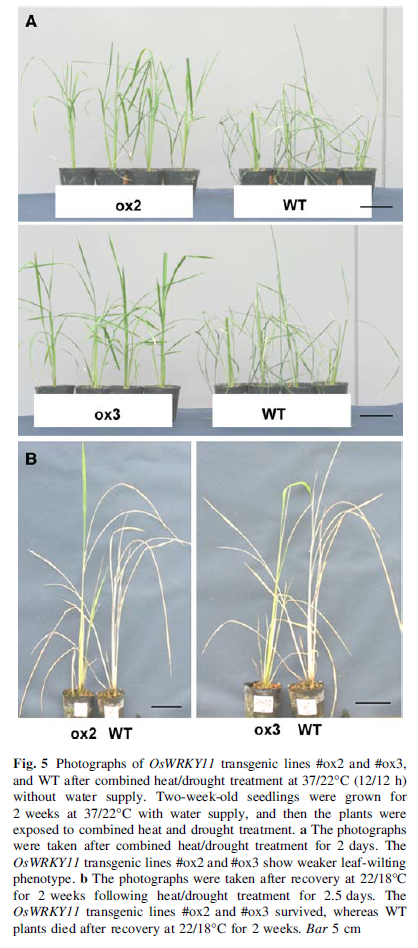 A
ox2 WT
ox3 WT
B
ox2 WT
ox3 WT
Fig. 5 Photographs of OsWRKY11 transgenic lines #ox2 and #ox3,
and WT after combined heat/drought treatment at 37/22°C (12/12 h)
without water supply. Two-week-old seedlings were grown for
2 weeks at 37/22°C with water supply, and then the plants were
exposed to combined heat and drought treatment. a The photographs
were taken after combined heat/drought treatment for 2 days. The
OsWRKY11 transgenic lines #ox2 and #ox3 show weaker leaf-wilting
phenotype. b The photographs were taken after recovery at 22/18°C
for 2 weeks following heat/drought treatment for 2.5 days. The
OsWRKY11 transgenic lines #ox2 and #ox3 survived, whereas WT
plants died after recovery at 22/18°C for 2 weeks. Bar 5 cm